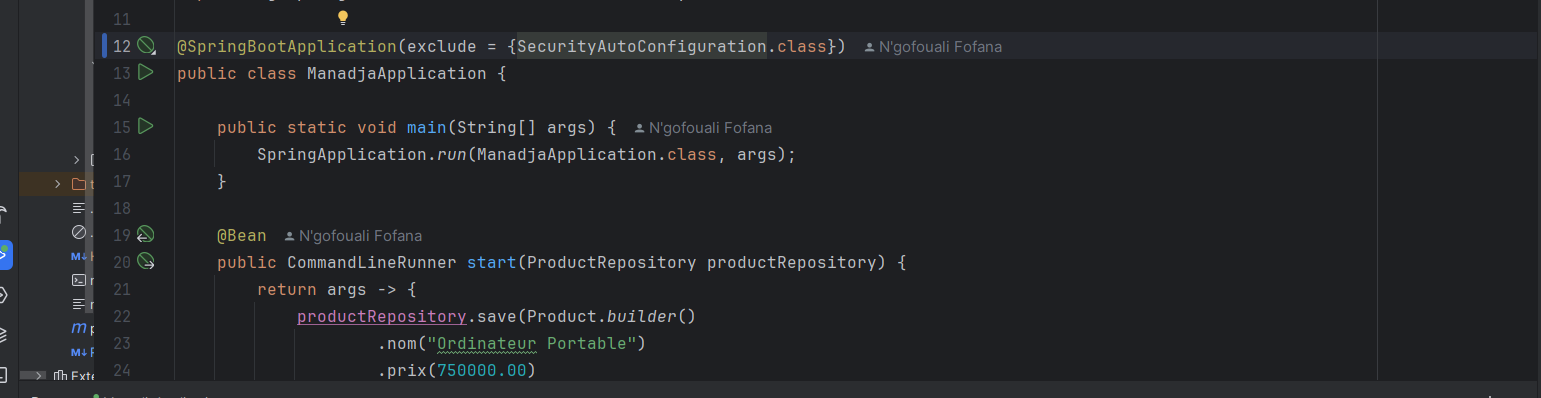 11
12 @SpringBootApplication(exclude = {SecurityAutoConfiguration.class}) N'gofouali Fofana
13 public class ManadjaApplication {
14
15 public static void main(String[] args) { N'gofouali Fofana
16 SpringApplication.run(ManadjaApplication.class, args);
17 }
18
19 @Bean N'gofouali Fofana
20 public CommandLineRunner start(ProductRepository productRepository) {
21 return args -> {
22 productRepository.save(Product.builder()
23 .nom("Ordinateur Portable")
24 .prix(750000.00)
Exte